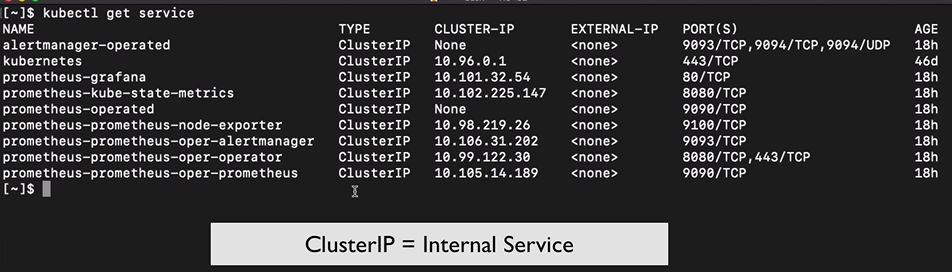 [~]$ kubectl get service
NAME TYPE CLUSTER-IP EXTERNAL-IP PORT(S) AGE
alertmanager-operated ClusterIP None <none> 9093/TCP,9094/TCP,9094/UDP 18h
kubernetes ClusterIP 10.96.0.1 <none> 443/TCP 46d
prometheus-grafana ClusterIP 10.101.32.54 <none> 80/TCP 18h
prometheus-kube-state-metrics ClusterIP 10.102.225.147 <none> 8080/TCP 18h
prometheus-operated ClusterIP None <none> 9090/TCP 18h
prometheus-prometheus-node-exporter ClusterIP 10.98.219.26 <none> 9100/TCP 18h
prometheus-prometheus-oper-alertmanager ClusterIP 10.106.31.202 <none> 9093/TCP 18h
prometheus-prometheus-oper-operator ClusterIP 10.99.122.30 <none> 8080/TCP,443/TCP 18h
prometheus-prometheus-oper-prometheus ClusterIP 10.105.14.189 <none> 9090/TCP 18h
[~]$
ClusterIP = Internal Service